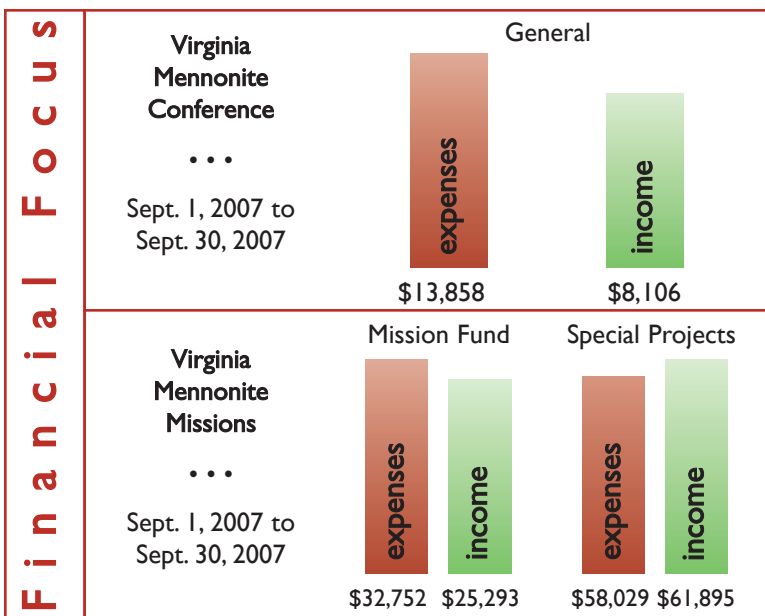 Financial Focus
Virginia
Mennonite
Conference
• • •
Sept. 1, 2007 to
Sept. 30, 2007
General
expenses
income
$13,858
$8,106
Virginia
Mennonite
Missions
• • •
Sept. 1, 2007 to
Sept. 30, 2007
Mission Fund
expenses
income
$32,752 $25,293
Special Projects
expenses
income
$58,029 $61,895